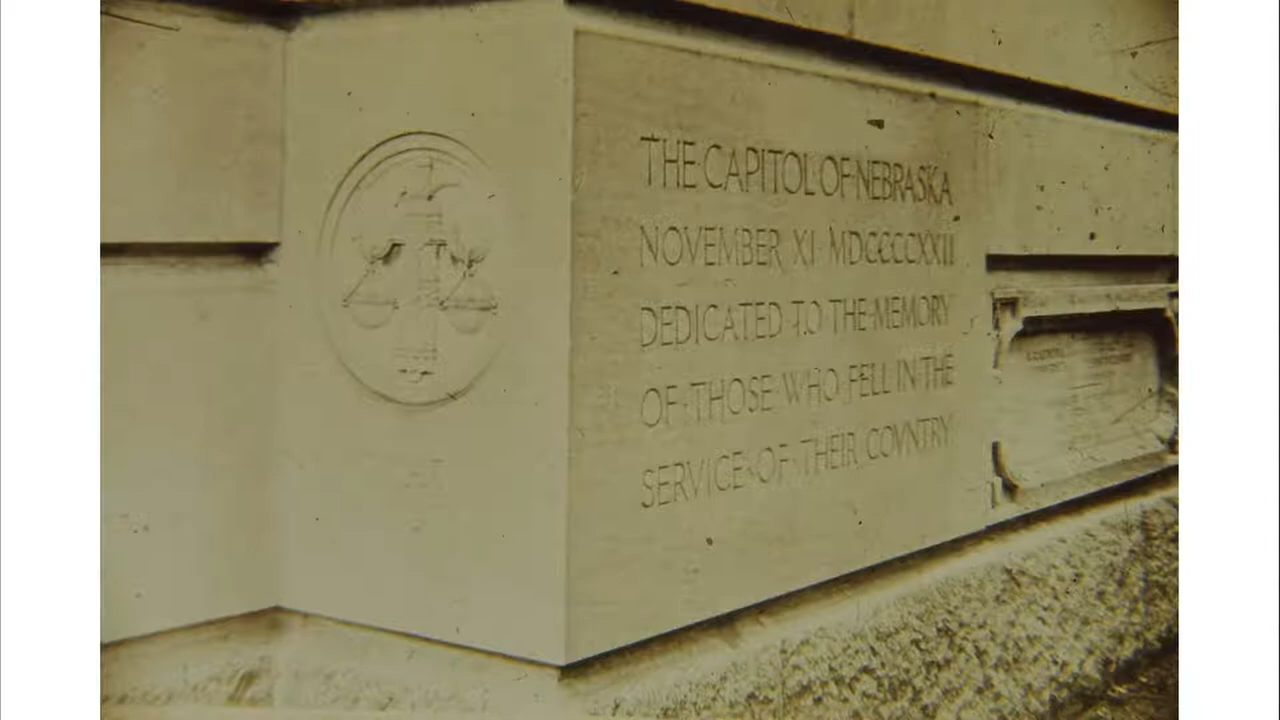 THE·CAPITOL OF·NEBRASKA
NOVEMBER XI MDCCCCXXII
DEDICATED TO THE·MEMORY
OF·THOSE WHO·FELL IN·THE
SERVICE·OF·THEIR COVNTRY